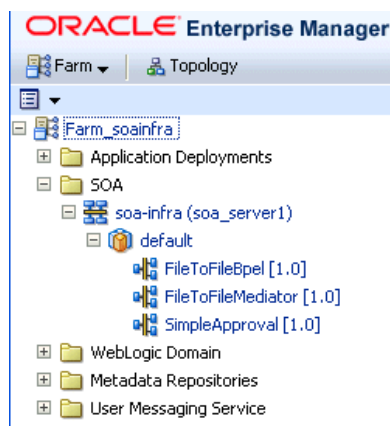 ORACLE Enterprise Manager
Farm Topology
Farm_soainfra
Application Deployments
SOA
soa-infra (soa_server1)
default
FileToFileBpel [1.0]
FileToFileMediator [1.0]
SimpleApproval [1.0]
WebLogic Domain
Metadata Repositories
User Messaging Service